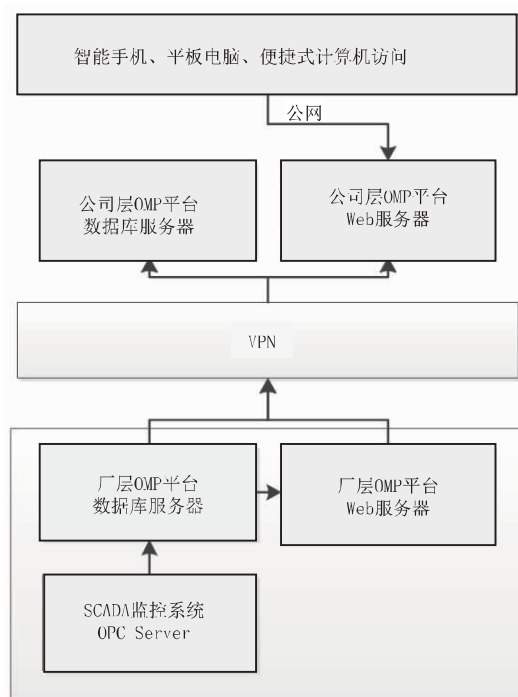 智能手机、平板电脑、便捷式计算机访问
公网
公司层OMP平台
数据库服务器
公司层OMP平台
Web服务器
VPN
厂层OMP平台
数据库服务器
厂层OMP平台
Web服务器
SCADA监控系统
OPC Server